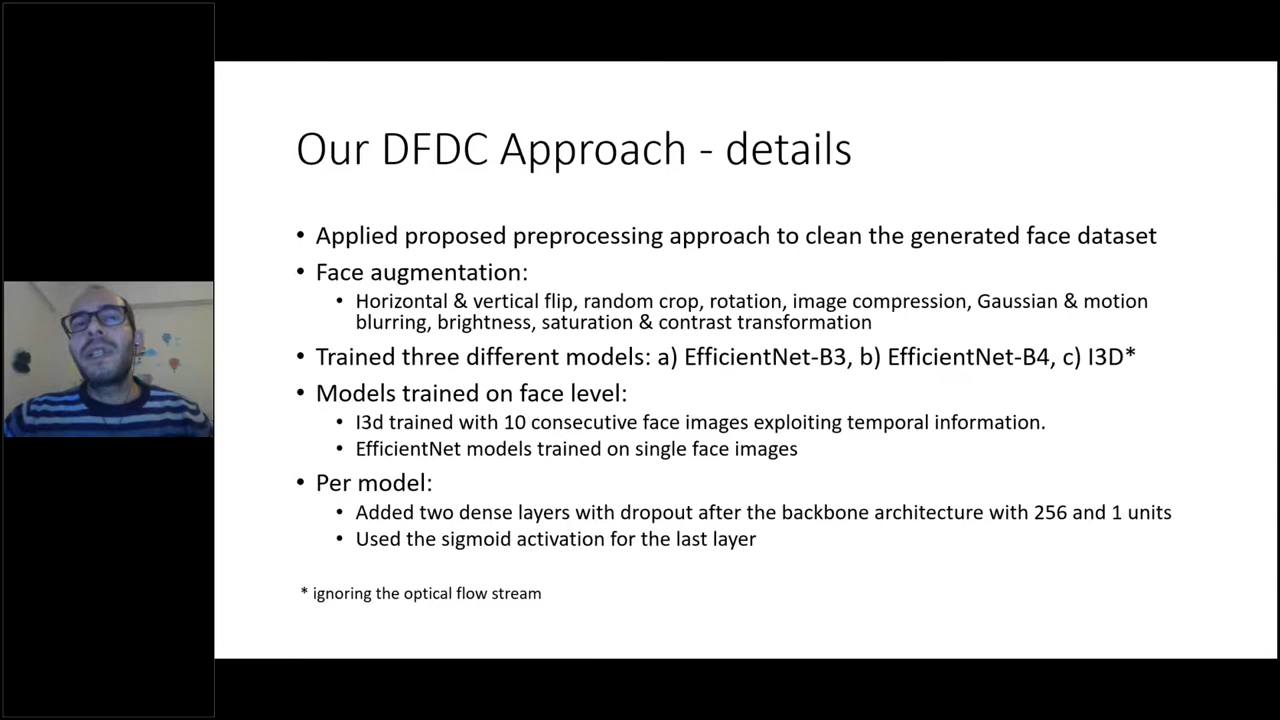 Our DFDC Approach - details
• Applied proposed preprocessing approach to clean the generated face dataset
• Face augmentation:
• Horizontal & vertical flip, random crop, rotation, image compression, Gaussian & motion
blurring, brightness, saturation & contrast transformation
• Trained three different models: a) EfficientNet-B3, b) EfficientNet-B4, c) I3D*
• Models trained on face level:
• I3d trained with 10 consecutive face images exploiting temporal information.
• EfficientNet models trained on single face images
• Per model:
• Added two dense layers with dropout after the backbone architecture with 256 and 1 units
• Used the sigmoid activation for the last layer
* ignoring the optical flow stream